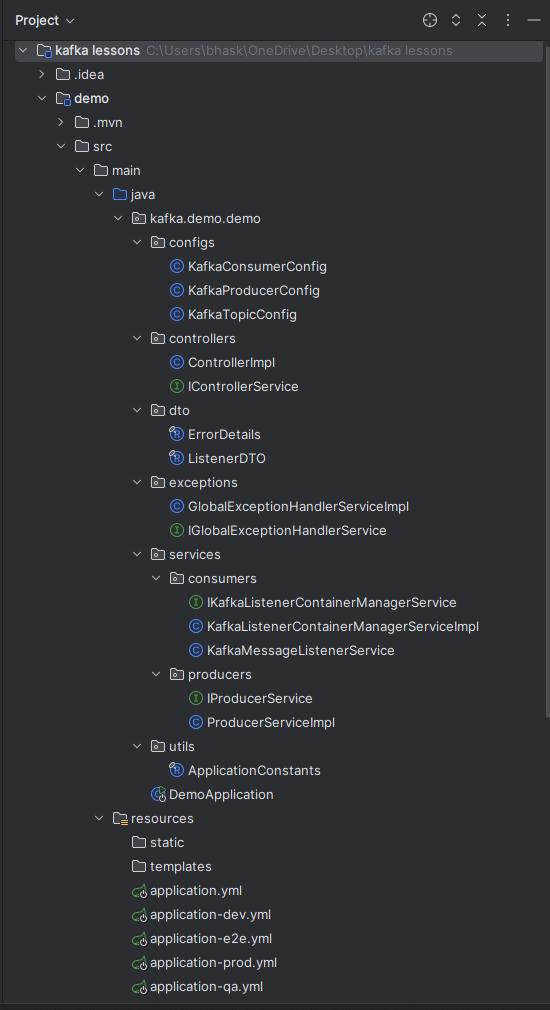 Project
kafka lessons C:\Users\bhask\OneDrive\Desktop\kafka lessons
.idea
demo
.mvn
src
main
java
kafka.demo.demo
configs
KafkaConsumerConfig
KafkaProducerConfig
KafkaTopicConfig
controllers
ControllerImpl
IControllerService
dto
ErrorDetails
ListenerDTO
exceptions
GlobalExceptionHandlerServiceImpl
IGlobalExceptionHandlerService
services
consumers
IKafkaListenerContainerManagerService
KafkaListenerContainerManagerServiceImpl
KafkaMessageListenerService
producers
IProducerService
ProducerServiceImpl
utils
ApplicationConstants
DemoApplication
resources
static
templates
application.yml
application-dev.yml
application-e2e.yml
application-prod.yml
application-qa.yml